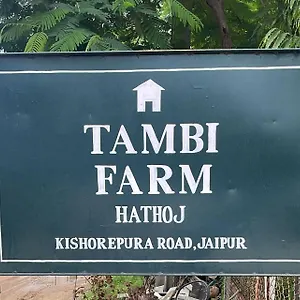 TAMBI
FARM
HATHOJ
KISHOREPURA ROAD, JAIPUR